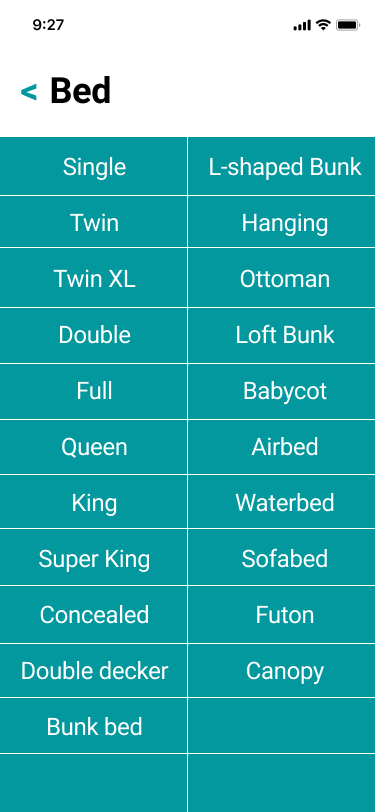 9:27
< Bed
Single
L-shaped Bunk
Twin
Hanging
Twin XL
Ottoman
Double
Loft Bunk
Full
Babycot
Queen
Airbed
King
Waterbed
Super King
Sofabed
Concealed
Futon
Double decker
Canopy
Bunk bed